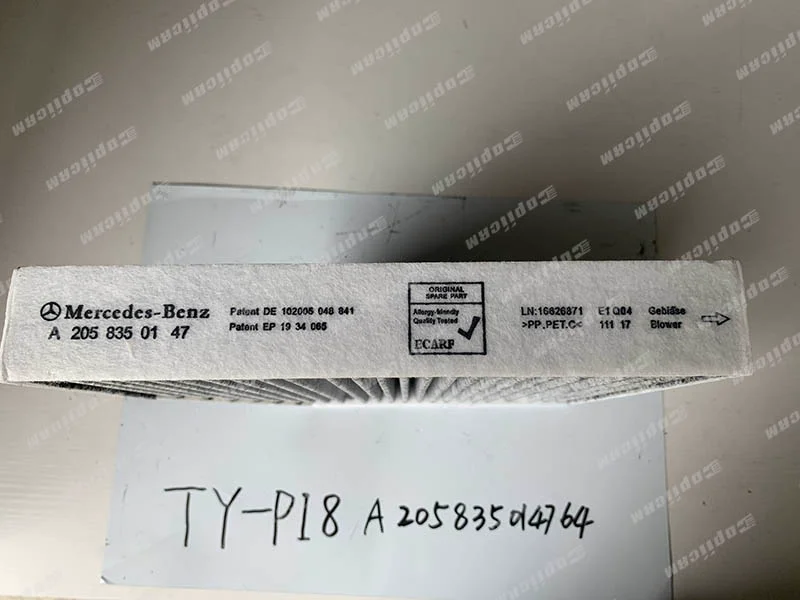 Mercedes-Benz
A 205 835 01 47
Patent DE 102005 048 841
Patent EP 19 34 065
ORIGINAL
SPARE PART
Allergy-friendly
Quality Tested
ECARF
LN:16626871 E1 Q04 Gebläse
>PP.PET.C< 111 17 Blower
TY-P18 A205835014764
COPLICAM